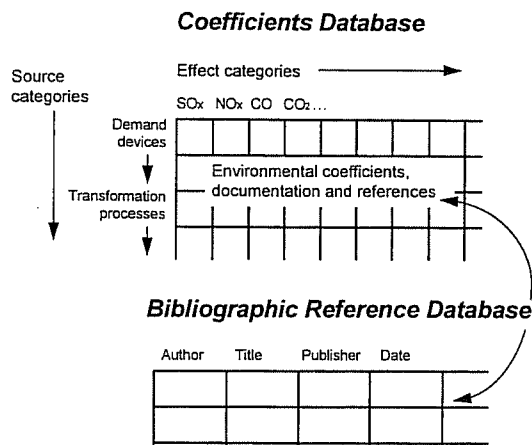 Coefficients Database
Source
categories
Effect categories
SOx NOx CO CO2 ...
Demand
devices
Environmental coefficients,
documentation and references
Transformation
processes
Bibliographic Reference Database
Author Title Publisher Date